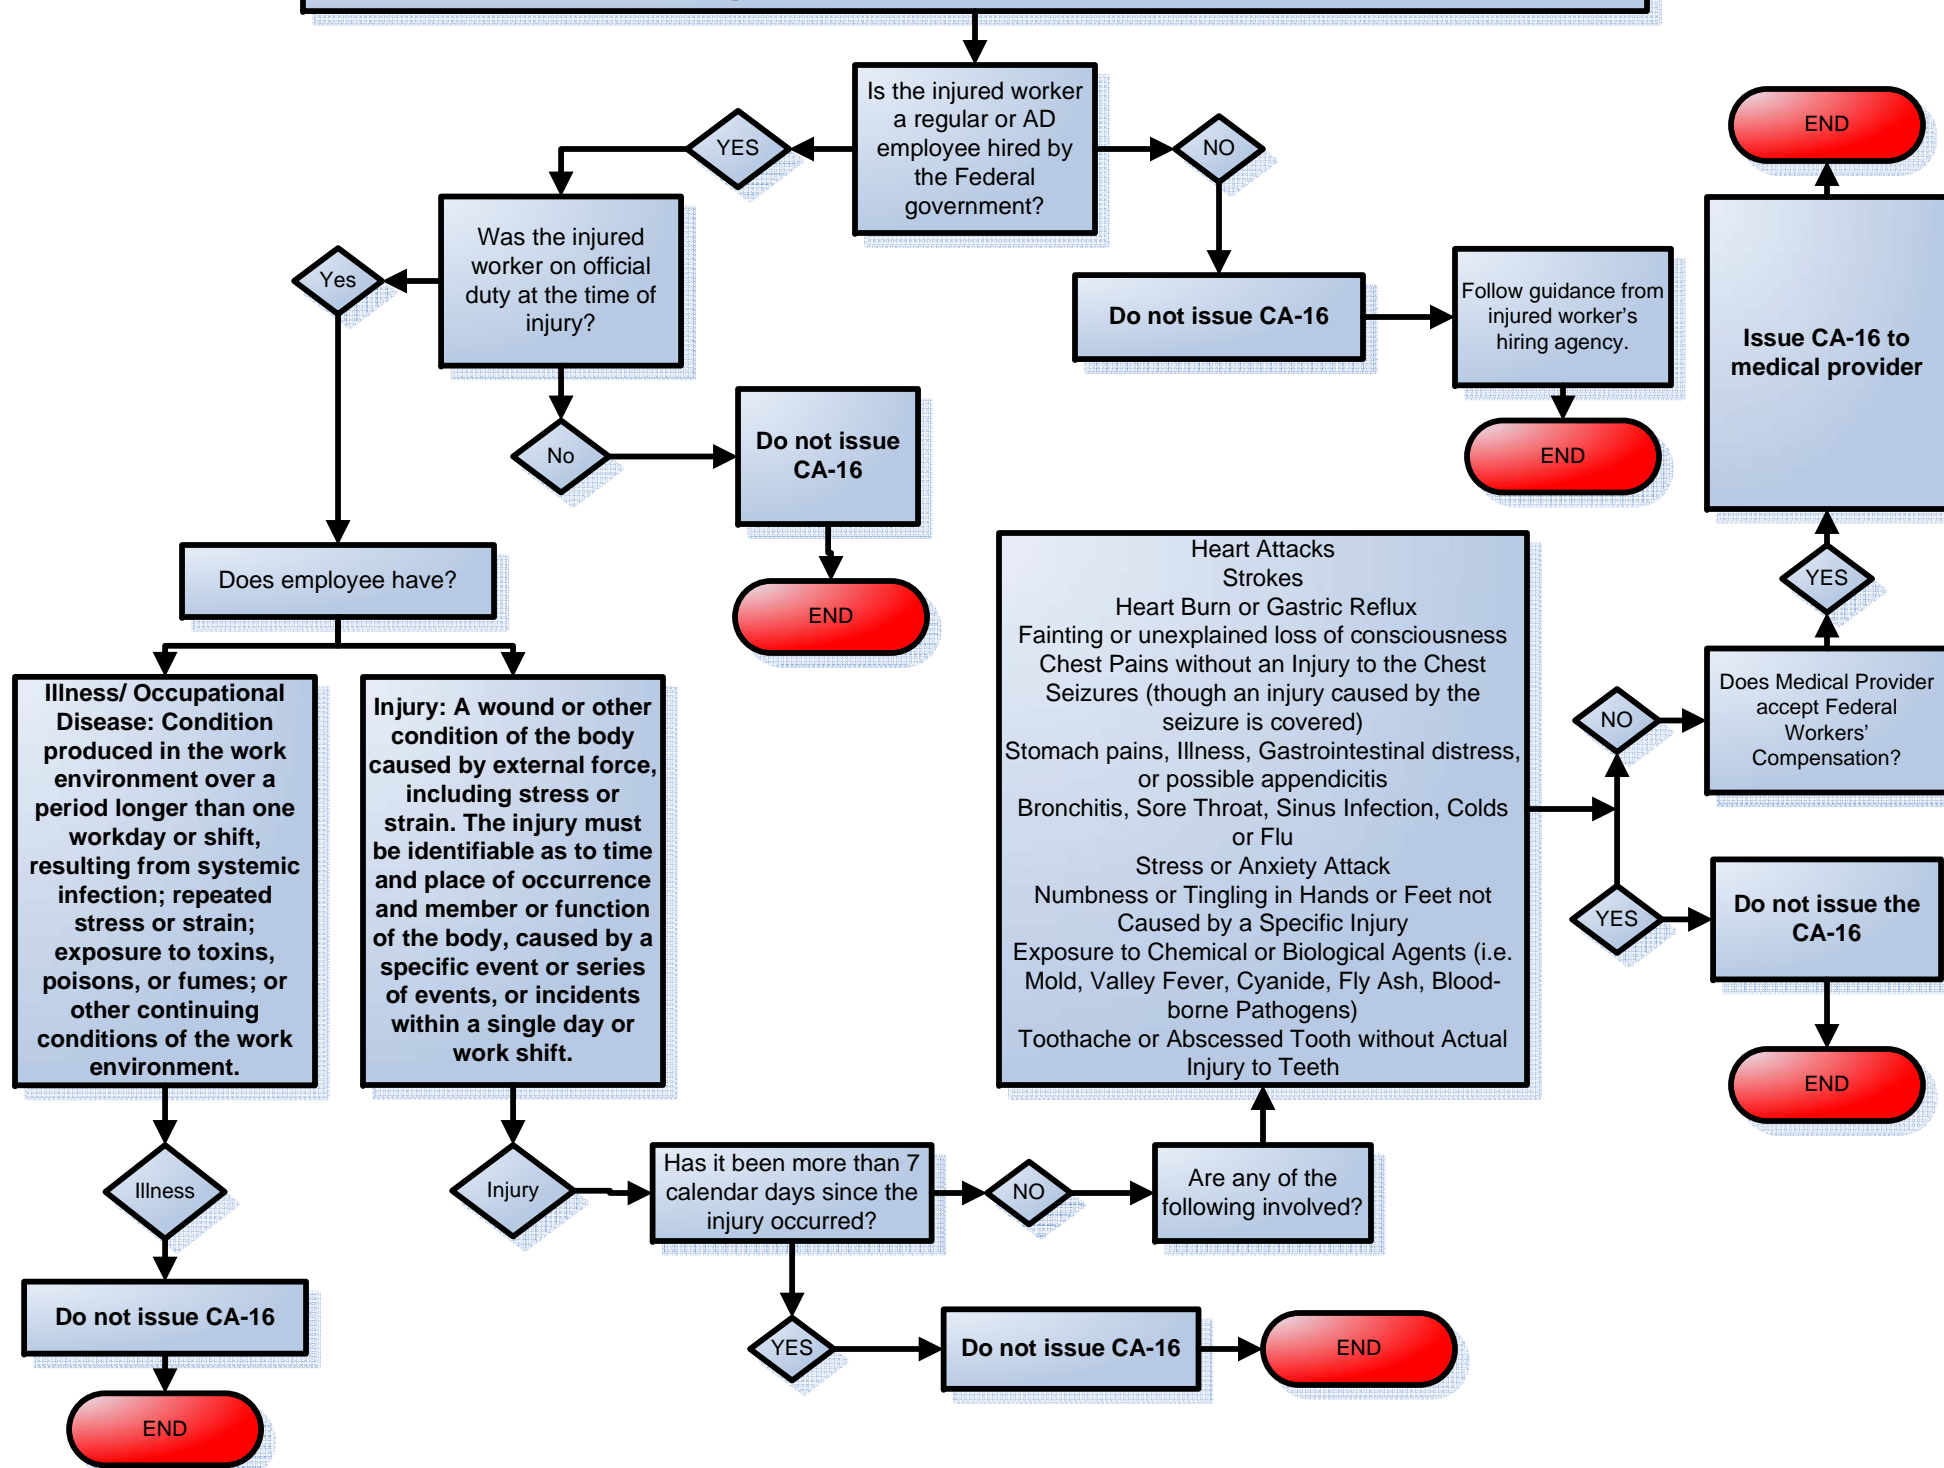 Is the injured worker
a regular or AD
employee hired by
the Federal
government?
YES
NO
END
Was the injured
worker on official
duty at the time of
injury?
Yes
Do not issue CA-16
Follow guidance from
injured worker’s
hiring agency.
END
Issue CA-16 to
medical provider
No
Do not issue
CA-16
END
Does employee have?
Illness/ Occupational
Disease: Condition
produced in the work
environment over a
period longer than one
workday or shift,
resulting from systemic
infection; repeated
stress or strain;
exposure to toxins,
poisons, or fumes; or
other continuing
conditions of the work
environment.
Injury: A wound or other
condition of the body
caused by external force,
including stress or
strain. The injury must
be identifiable as to time
and place of occurrence
and member or function
of the body, caused by a
specific event or series
of events, or incidents
within a single day or
work shift.
Heart Attacks
Strokes
Heart Burn or Gastric Reflux
Fainting or unexplained loss of consciousness
Chest Pains without an Injury to the Chest
Seizures (though an injury caused by the
seizure is covered)
Stomach pains, Illness, Gastrointestinal distress,
or possible appendicitis
Bronchitis, Sore Throat, Sinus Infection, Colds
or Flu
Stress or Anxiety Attack
Numbness or Tingling in Hands or Feet not
Caused by a Specific Injury
Exposure to Chemical or Biological Agents (i.e.
Mold, Valley Fever, Cyanide, Fly Ash, Blood-
borne Pathogens)
Toothache or Abscessed Tooth without Actual
Injury to Teeth
YES
NO
Does Medical Provider
accept Federal
Workers’
Compensation?
YES
Do not issue the
CA-16
END
Illness
Do not issue CA-16
END
Injury
Has it been more than 7
calendar days since the
injury occurred?
NO
Are any of the
following involved?
YES
Do not issue CA-16
END